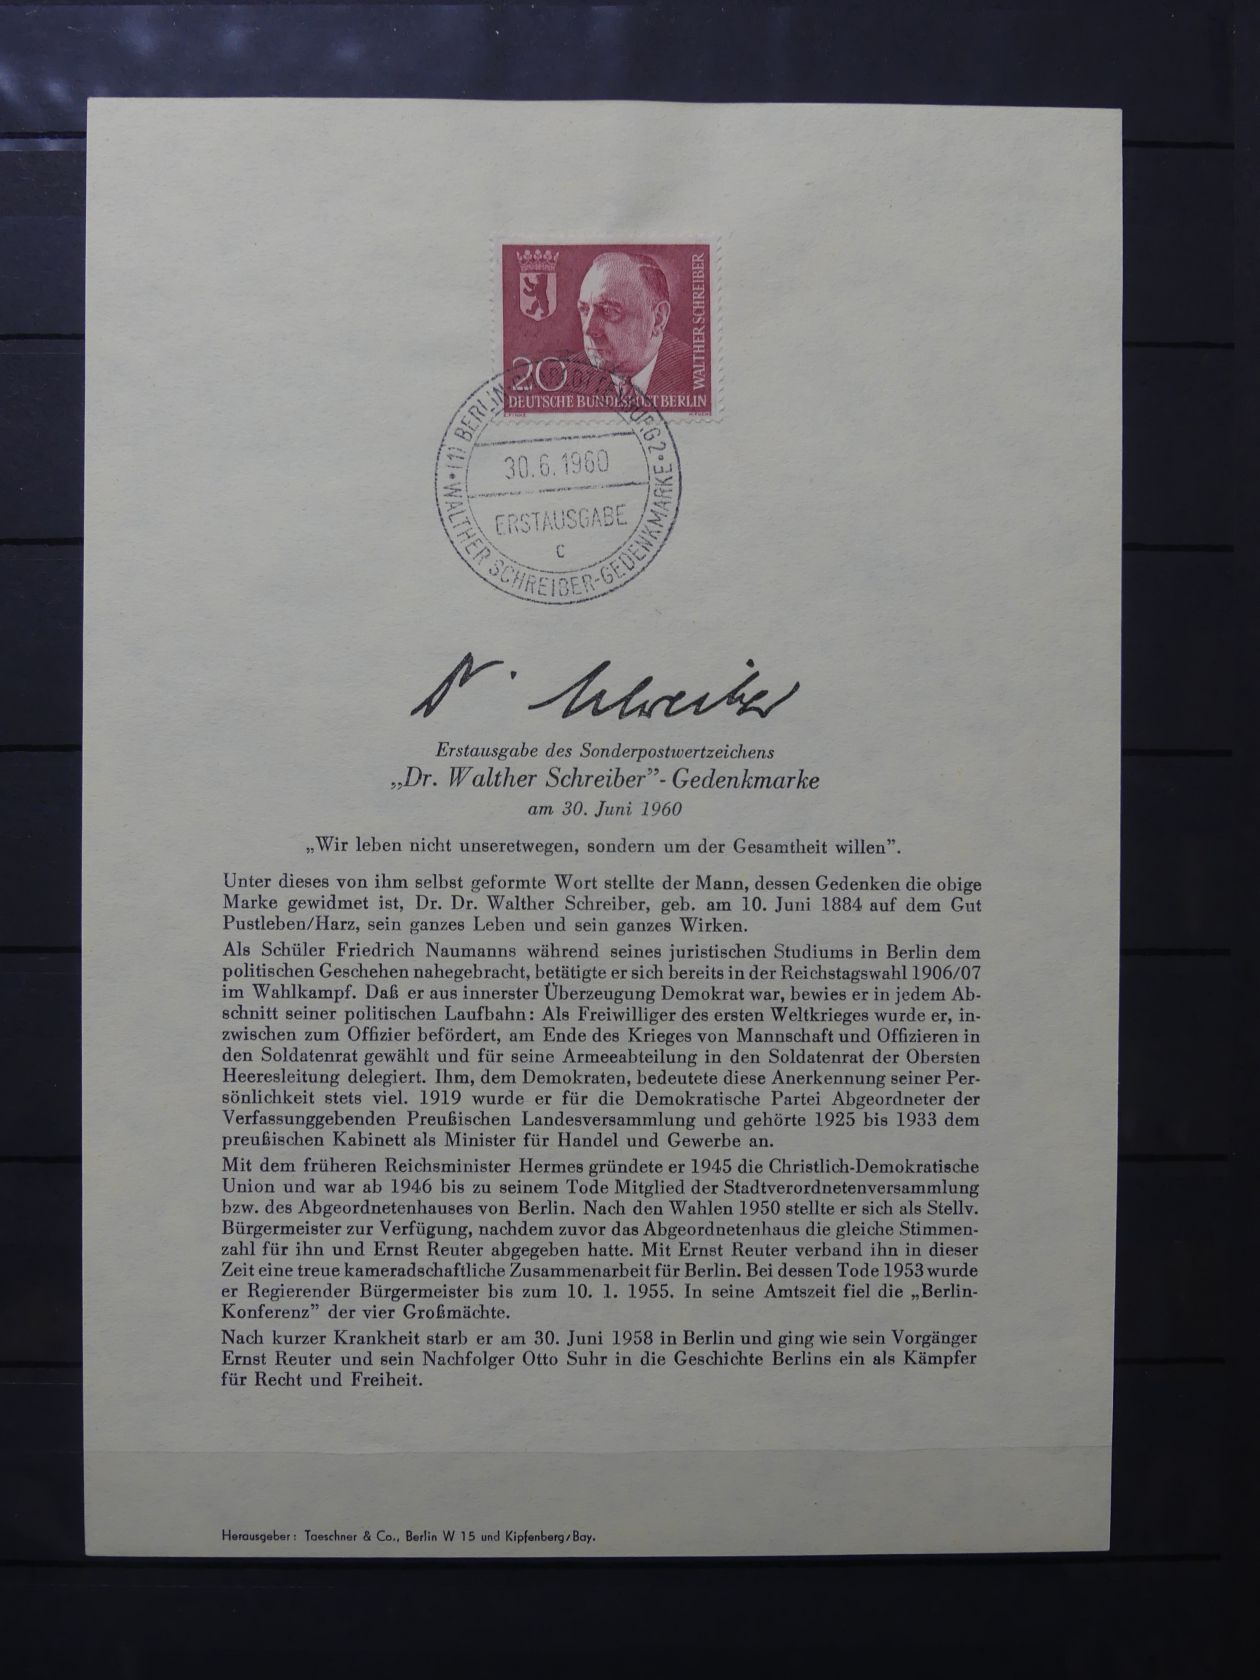 WALTHER SCHREIBER
20
DEUTSCHE BUNDESPOST BERLIN
(1) BERLIN-CHARLOTTENBURG 2
30.6.1960
ERSTAUSGABE
c
WALTHER SCHREIBER-GEDENKMARKE
Dr. Schreiber
Erstausgabe des Sonderpostwertzeichens
„Dr. Walther Schreiber”- Gedenkmarke
am 30. Juni 1960
„Wir leben nicht unseretwegen, sondern um der Gesamtheit willen”.
Unter dieses von ihm selbst geformte Wort stellte der Mann, dessen Gedenken die obige
Marke gewidmet ist, Dr. Dr. Walther Schreiber, geb. am 10. Juni 1884 auf dem Gut
Pustleben/Harz, sein ganzes Leben und sein ganzes Wirken.
Als Schüler Friedrich Naumanns während seines juristischen Studiums in Berlin dem
politischen Geschehen nahegebracht, betätigte er sich bereits in der Reichstagswahl 1906/07
im Wahlkampf. Daß er aus innerster Überzeugung Demokrat war, bewies er in jedem Ab-
schnitt seiner politischen Laufbahn: Als Freiwilliger des ersten Weltkrieges wurde er, in-
zwischen zum Offizier befördert, am Ende des Krieges von Mannschaft und Offizieren in
den Soldatenrat gewählt und für seine Armeeabteilung in den Soldatenrat der Obersten
Heeresleitung delegiert. Ihm, dem Demokraten, bedeutete diese Anerkennung seiner Per-
sönlichkeit stets viel. 1919 wurde er für die Demokratische Partei Abgeordneter der
Verfassunggebenden Preußischen Landesversammlung und gehörte 1925 bis 1933 dem
preußischen Kabinett als Minister für Handel und Gewerbe an.
Mit dem früheren Reichsminister Hermes gründete er 1945 die Christlich-Demokratische
Union und war ab 1946 bis zu seinem Tode Mitglied der Stadtverordnetenversammlung
bzw. des Abgeordnetenhauses von Berlin. Nach den Wahlen 1950 stellte er sich als Stellv.
Bürgermeister zur Verfügung, nachdem zuvor das Abgeordnetenhaus die gleiche Stimmen-
zahl für ihn und Ernst Reuter abgegeben hatte. Mit Ernst Reuter verband ihn in dieser
Zeit eine treue kameradschaftliche Zusammenarbeit für Berlin. Bei dessen Tode 1953 wurde
er Regierender Bürgermeister bis zum 10. 1. 1955. In seine Amtszeit fiel die „Berlin-
Konferenz” der vier Großmächte.
Nach kurzer Krankheit starb er am 30. Juni 1958 in Berlin und ging wie sein Vorgänger
Ernst Reuter und sein Nachfolger Otto Suhr in die Geschichte Berlins ein als Kämpfer
für Recht und Freiheit.
Herausgeber: Taeschner & Co., Berlin W 15 und Kipfenberg/Bay.